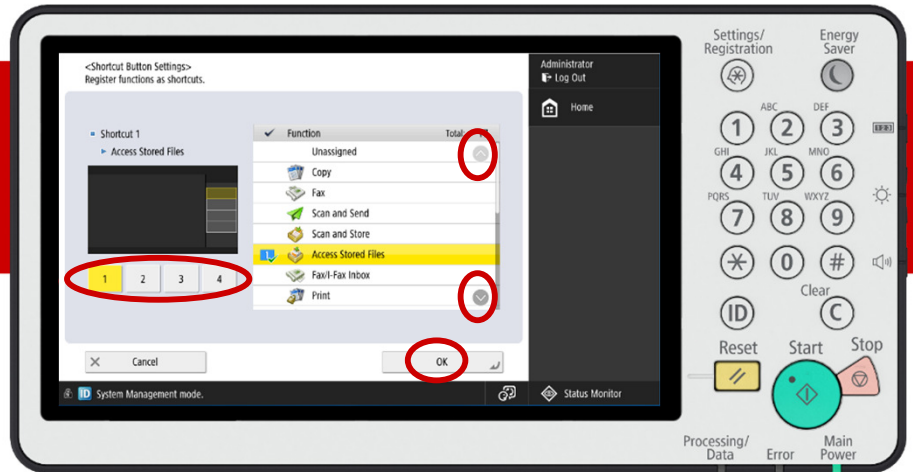 <Shortcut Button Settings>
Register functions as shortcuts.
Administrator
Log Out
Home
Shortcut 1
Access Stored Files
Function
Total:
Unassigned
Copy
Fax
Scan and Send
Scan and Store
1
Access Stored Files
Fax/I-Fax Inbox
Print
1 2 3 4
Cancel
OK
ID System Management mode.
Status Monitor
Settings/
Registration
Energy
Saver
ABC DEF
1 2 3
GHI JKL MNO
4 5 6
PQRS TUV WXYZ
7 8 9
0 #
Clear
ID C
Reset Start Stop
Processing/
Data
Error
Main
Power